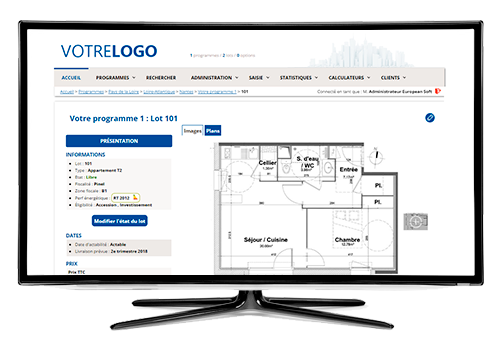 VOTRELOGO
1 programmes / 2 lots / 0 options
ACCUEIL PROGRAMMES RECHERCHER ADMINISTRATION SAISIE STATISTIQUES CALCULATEURS CLIENTS
Accueil > Programmes > Pays de la Loire > Loire-Atlantique > Nantes > Votre programme 1 > 101
Connecté en tant que : M. Administrateur European Soft
Votre programme 1 : Lot 101
Images Plans
PRÉSENTATION
INFORMATIONS
Lot : 101
Type : Appartement T2
Etat : Libre
Fiscalité : Pinel
Zone fiscale : B1
Perf énergétique : RT 2012
Eligibilité : Accession, Investissement
Modifier l'état du lot
DATES
Date d'actabilité : Actable
Livraison prévue : 2e trimestre 2018
PRIX
Prix TTC
Cellier
S. d'eau
/ WC
Entrée
Pl.
Pl.
Séjour / Cuisine
Chambre